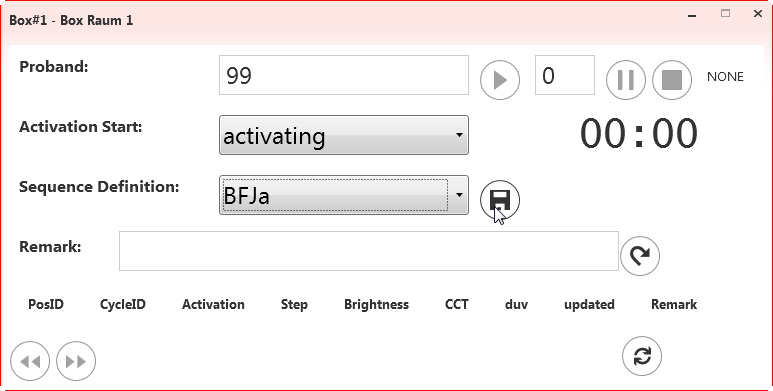 Box#1 - Box Raum 1
Proband: 99 0 NONE
Activation Start: activating 00:00
Sequence Definition: BFJa
Remark:
PosID CycleID Activation Step Brightness CCT duv updated Remark